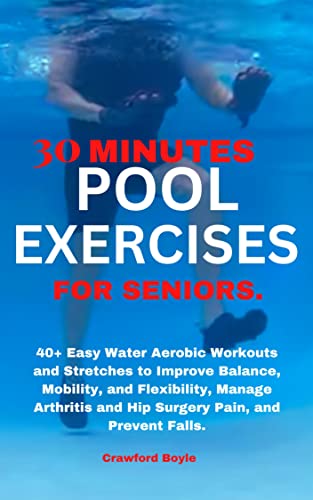 30 MINUTES
POOL
EXERCISES
FOR SENIORS.
40+ Easy Water Aerobic Workouts
and Stretches to Improve Balance,
Mobility, and Flexibility, Manage
Arthritis and Hip Surgery Pain, and
Prevent Falls.
Crawford Boyle